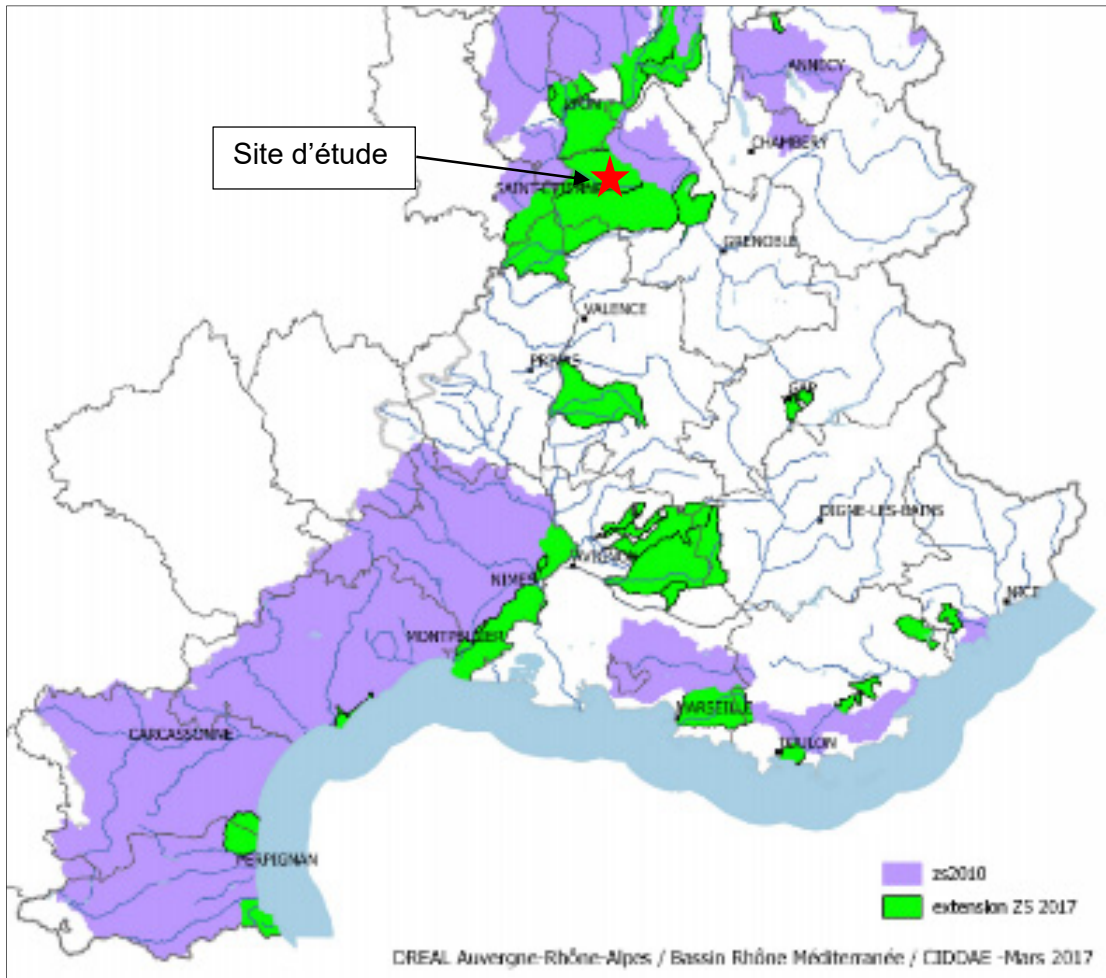 ANNECY
LYON
CHAMBERY
Site d'étude
SAINT-ETIENNE
GRENOBLE
VALENCE
PRIVAS
GAP
DIGNE-LES-BAINS
AVIGNON
NIMES
NICE
MONTPELLIER
MARSEILLE
CARCASSONNE
TOULON
PERPIGNAN
zs2010
extension ZS 2017
DREAL Auvergne-Rhône-Alpes / Bassin Rhône Méditerranée / CIDDAE -Mars 2017